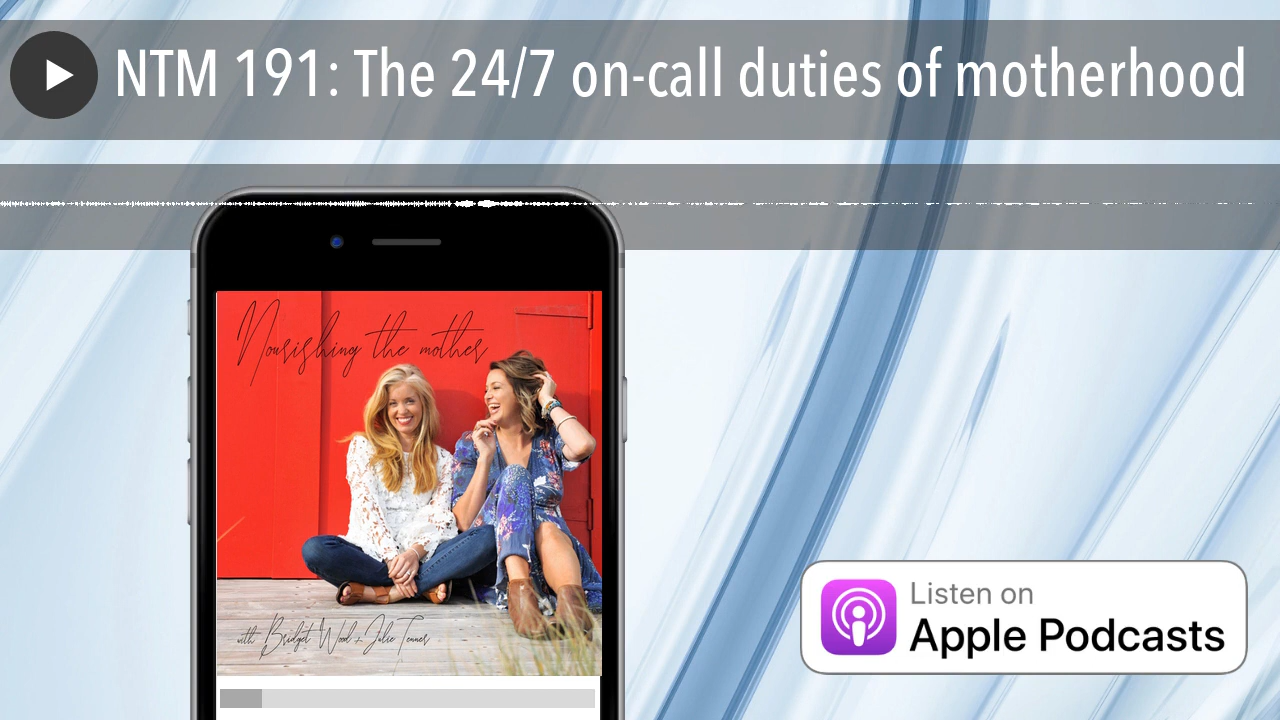 NTM 191: The 24/7 on-call duties of motherhood
Nourishing the mother
with Bridget Wood + Julie Tenner
Listen on
Apple Podcasts